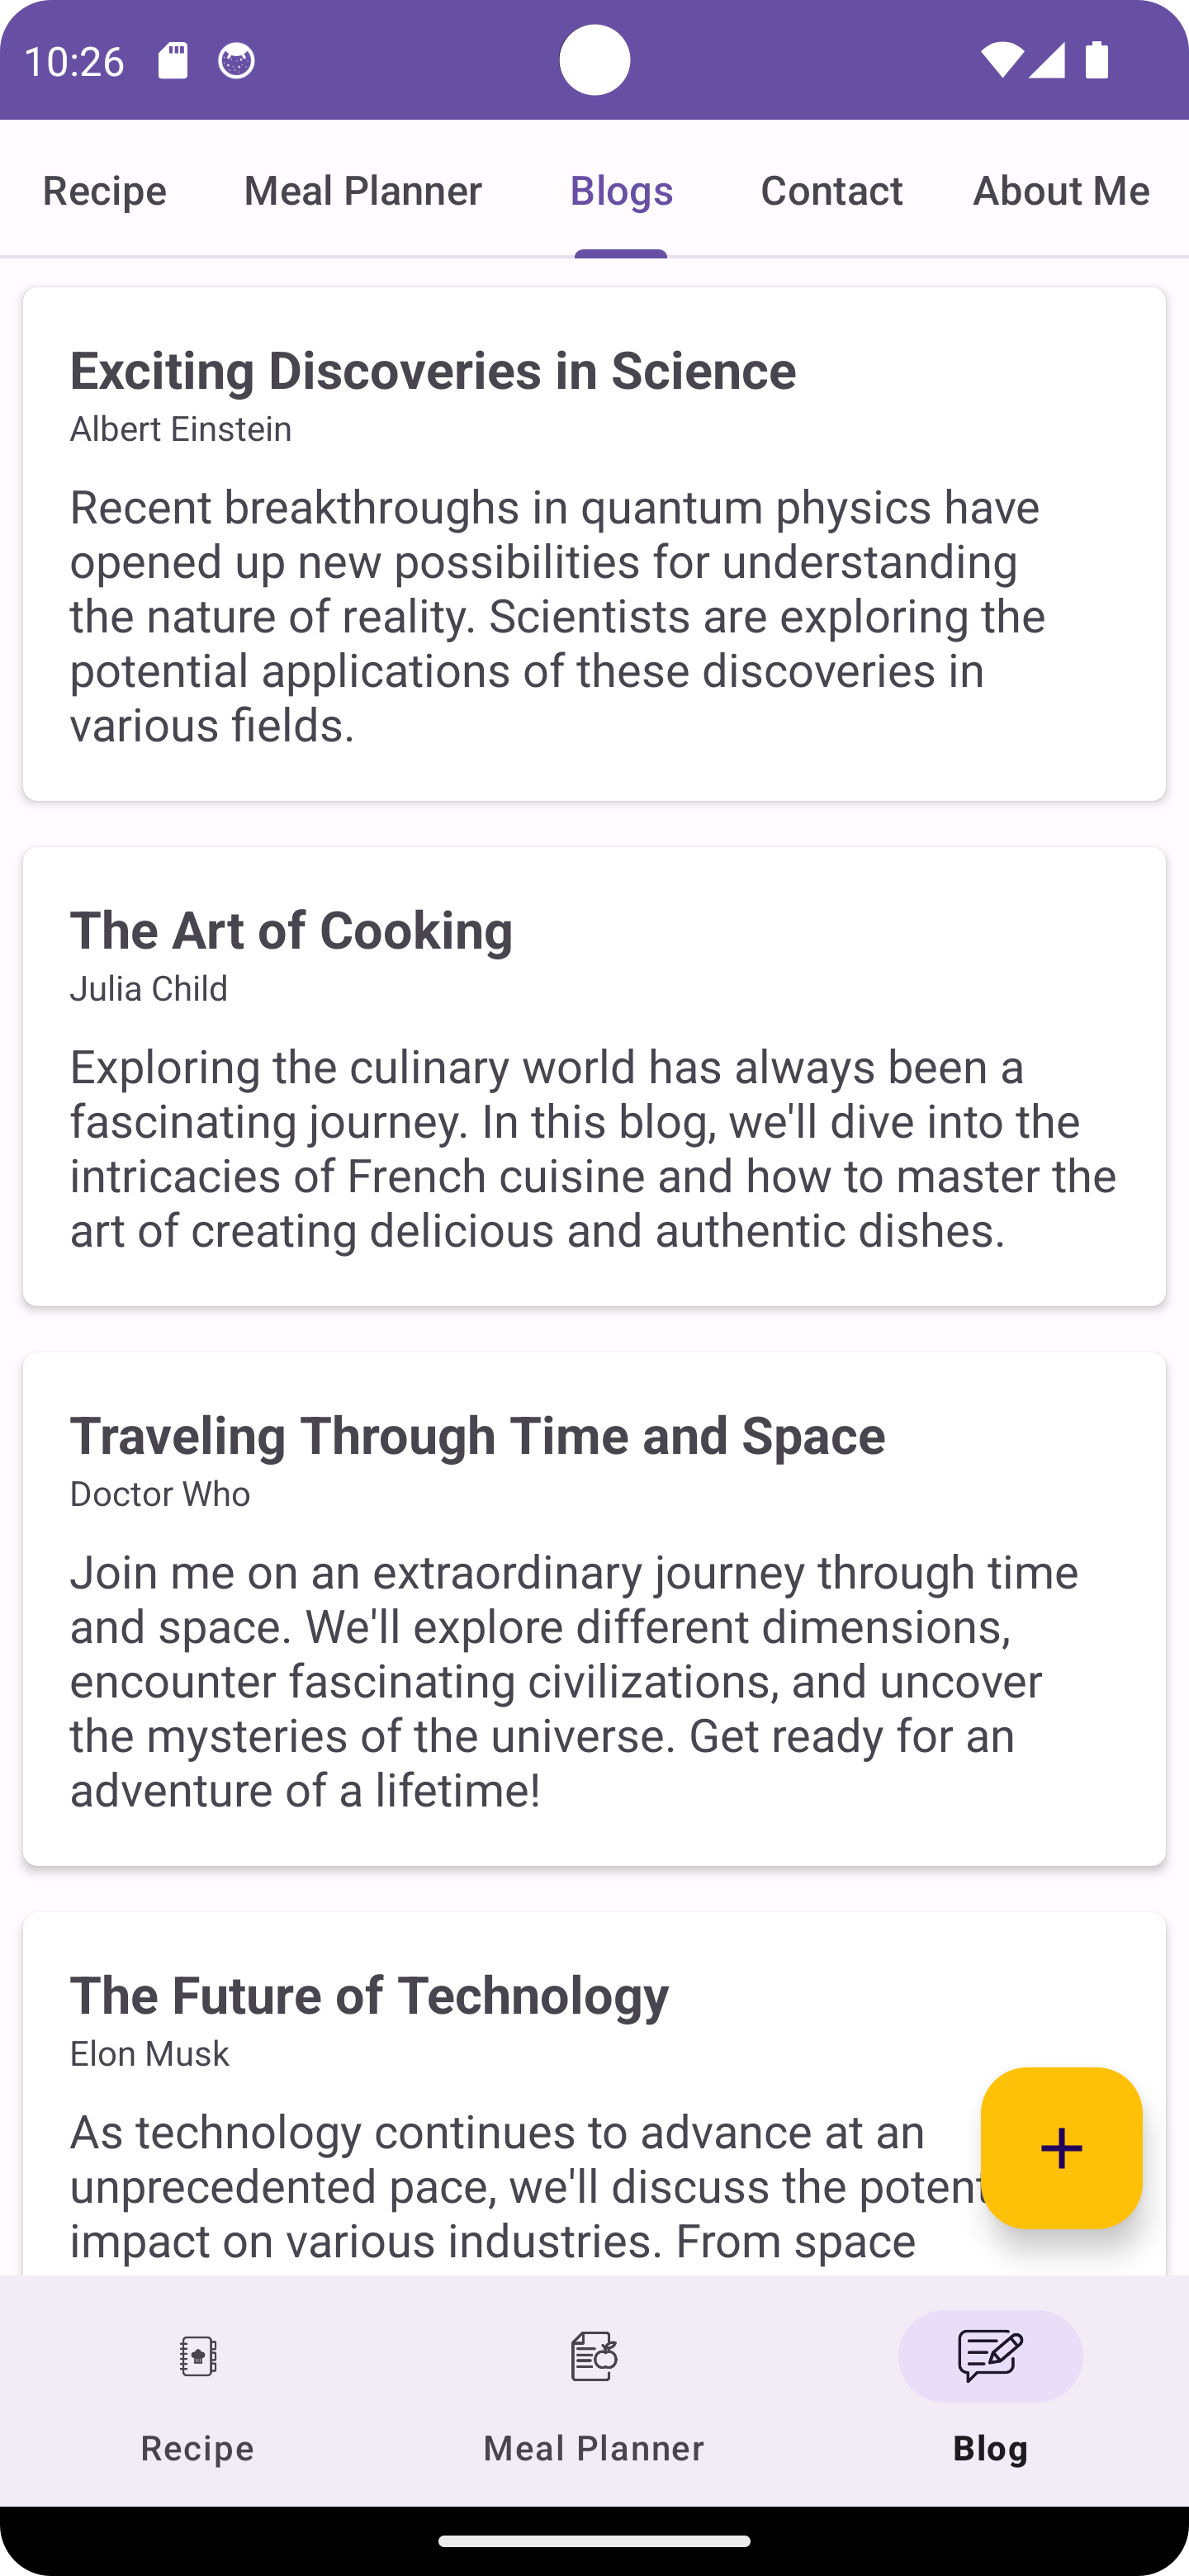 10:26
Recipe Meal Planner Blogs Contact About Me
Exciting Discoveries in Science
Albert Einstein
Recent breakthroughs in quantum physics have
opened up new possibilities for understanding
the nature of reality. Scientists are exploring the
potential applications of these discoveries in
various fields.
The Art of Cooking
Julia Child
Exploring the culinary world has always been a
fascinating journey. In this blog, we'll dive into the
intricacies of French cuisine and how to master the
art of creating delicious and authentic dishes.
Traveling Through Time and Space
Doctor Who
Join me on an extraordinary journey through time
and space. We'll explore different dimensions,
encounter fascinating civilizations, and uncover
the mysteries of the universe. Get ready for an
adventure of a lifetime!
The Future of Technology
Elon Musk
As technology continues to advance at an
unprecedented pace, we'll discuss the
impact on various industries. From space
Recipe Meal Planner Blog